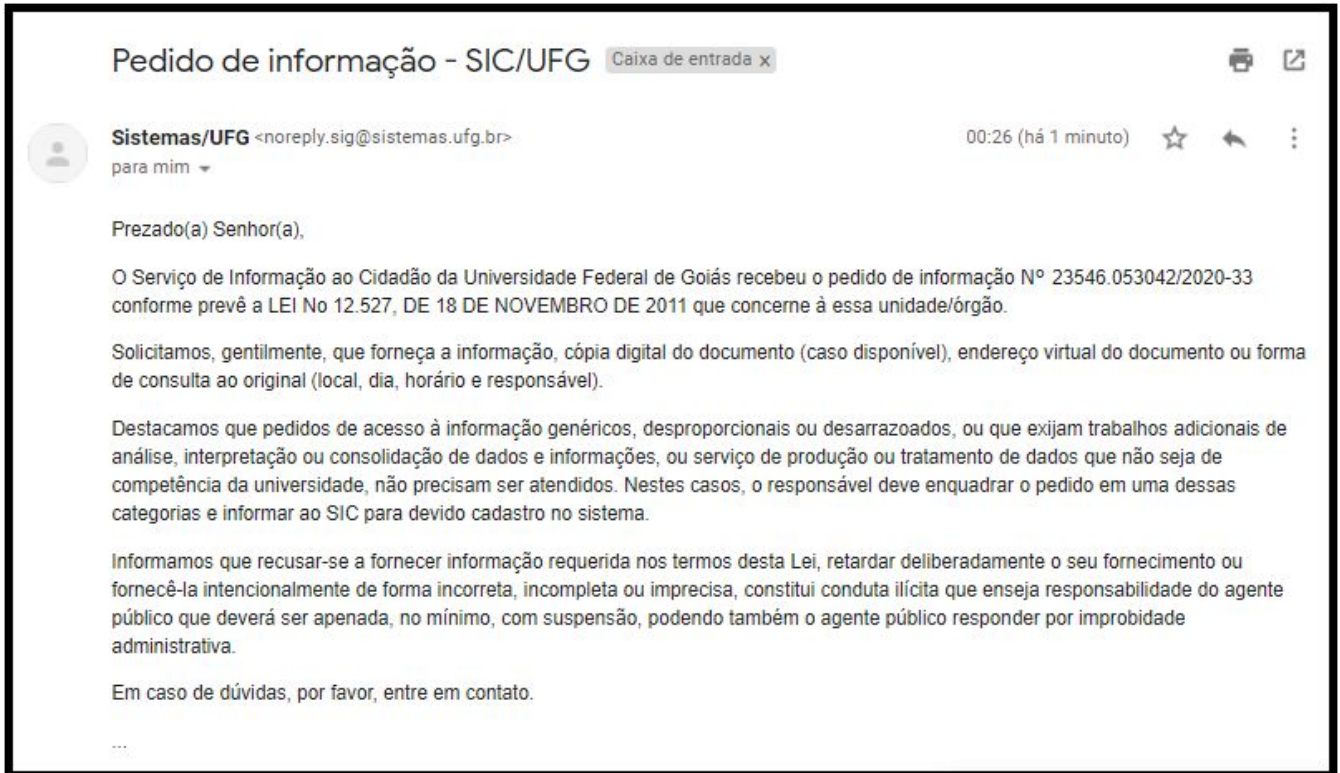 Pedido de informação - SIC/UFG Caixa de entrada x
Sistemas/UFG <noreply.sig@sistemas.ufg.br> 00:26 (há 1 minuto)
para mim
Prezado(a) Senhor(a),
O Serviço de Informação ao Cidadão da Universidade Federal de Goiás recebeu o pedido de informação Nº 23546.053042/2020-33
conforme prevê a LEI No 12.527, DE 18 DE NOVEMBRO DE 2011 que concerne à essa unidade/órgão.
Solicitamos, gentilmente, que forneça a informação, cópia digital do documento (caso disponível), endereço virtual do documento ou forma
de consulta ao original (local, dia, horário e responsável).
Destacamos que pedidos de acesso à informação genéricos, desproporcionais ou desarrazoados, ou que exijam trabalhos adicionais de
análise, interpretação ou consolidação de dados e informações, ou serviço de produção ou tratamento de dados que não seja de
competência da universidade, não precisam ser atendidos. Nestes casos, o responsável deve enquadrar o pedido em uma dessas
categorias e informar ao SIC para devido cadastro no sistema.
Informamos que recusar-se a fornecer informação requerida nos termos desta Lei, retardar deliberadamente o seu fornecimento ou
fornecê-la intencionalmente de forma incorreta, incompleta ou imprecisa, constitui conduta ilícita que enseja responsabilidade do agente
público que deverá ser apenada, no mínimo, com suspensão, podendo também o agente público responder por improbidade
administrativa.
Em caso de dúvidas, por favor, entre em contato.
...